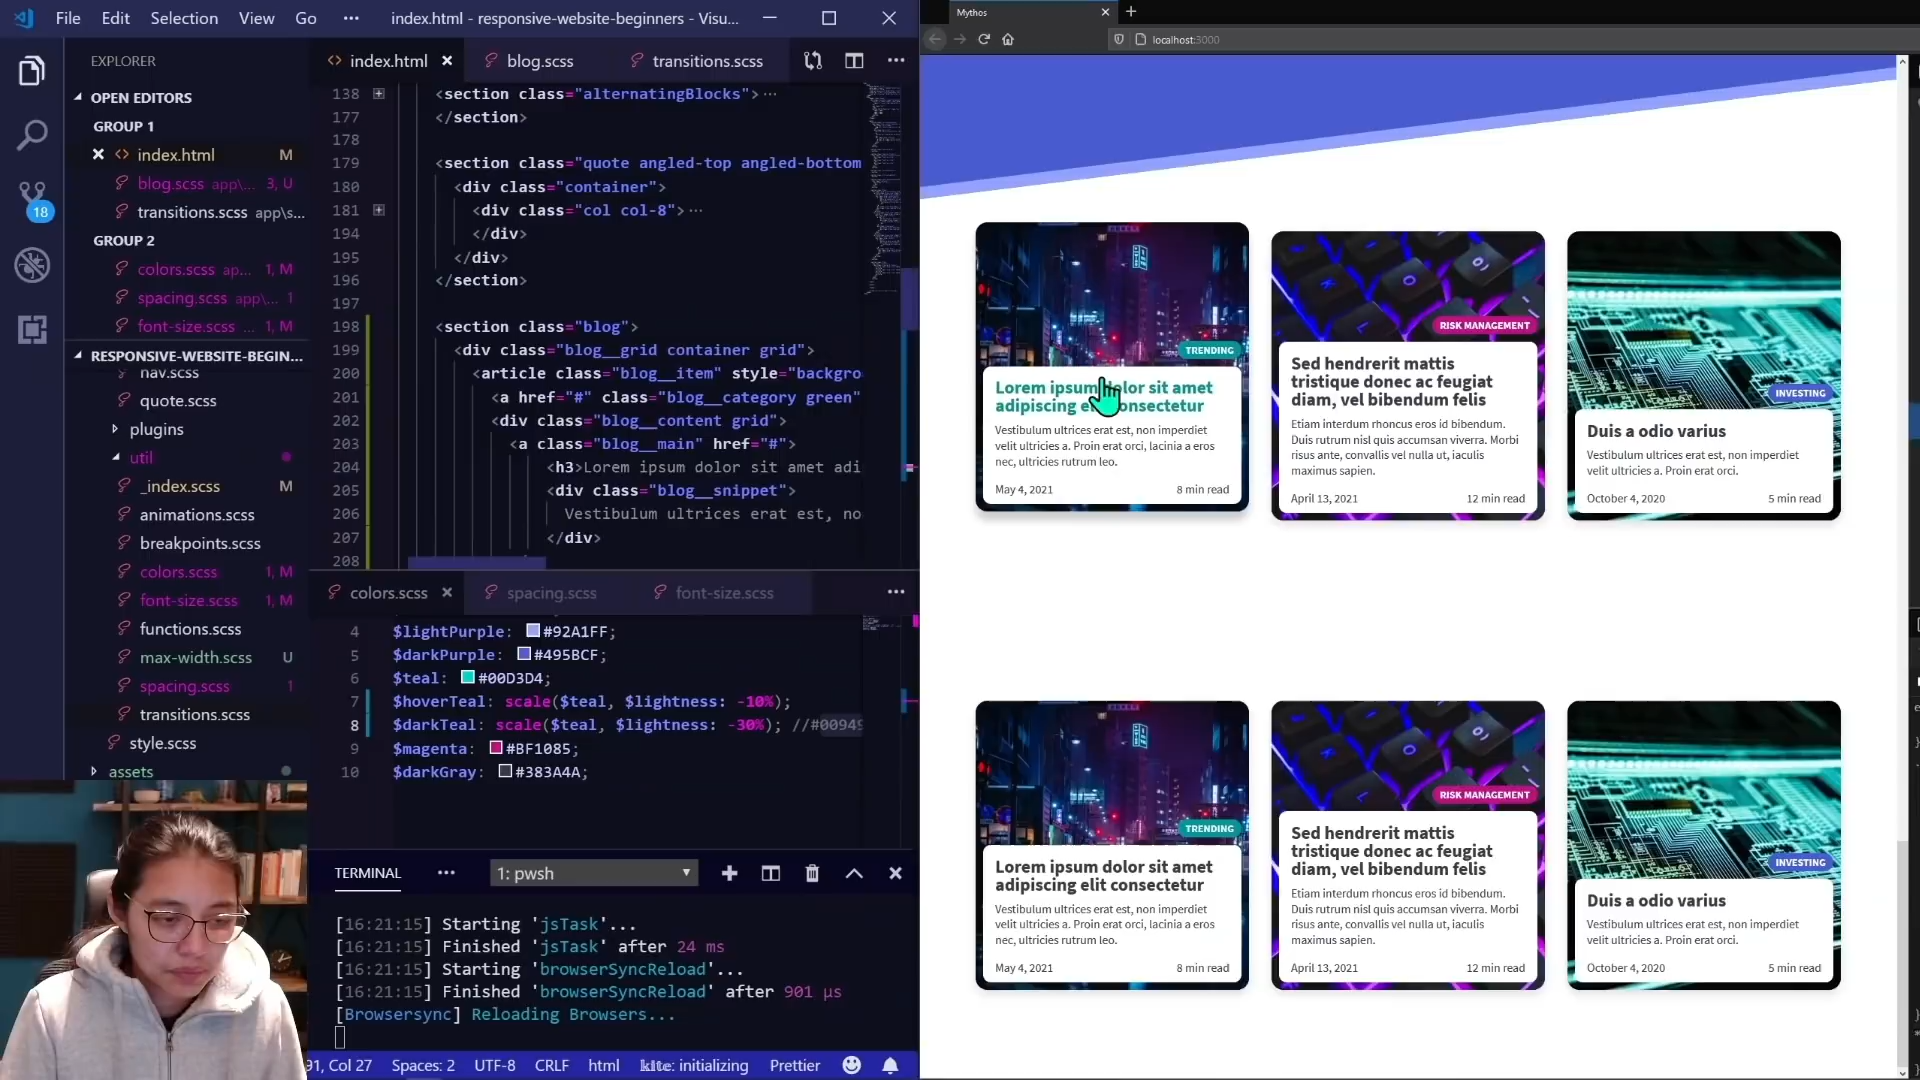 File Edit Selection View Go ··· index.html - responsive-website-beginners - Visu...
EXPLORER
OPEN EDITORS
GROUP 1
index.html M
blog.scss app\... 3, U
transitions.scss app\s...
GROUP 2
colors.scss ap... 1, M
spacing.scss app\... 1
font-size.scss ... 1, M
RESPONSIVE-WEBSITE-BEGIN...
nav.scss
quote.scss
plugins
util
_index.scss M
animations.scss
breakpoints.scss
colors.scss 1, M
font-size.scss 1, M
functions.scss
max-width.scss U
spacing.scss 1
transitions.scss
style.scss
assets
18
index.html blog.scss transitions.scss
138 <section class="alternatingBlocks">···
177 </section>
178
179 <section class="quote angled-top angled-bottom
180 <div class="container">
181 <div class="col col-8">···
194 </div>
195 </div>
196 </section>
197
198 <section class="blog">
199 <div class="blog__grid container grid">
200 <article class="blog__item" style="backgro
201 <a href="#" class="blog__category green"
202 <div class="blog__content grid">
203 <a class="blog__main" href="#">
204 <h3>Lorem ipsum dolor sit amet adi
205 <div class="blog__snippet">
206 Vestibulum ultrices erat est, no
207 </div>
208
colors.scss spacing.scss font-size.scss
4 $lightPurple: #92A1FF;
5 $darkPurple: #495BCF;
6 $teal: #00D3D4;
7 $hoverTeal: scale($teal, $lightness: -10%);
8 $darkTeal: scale($teal, $lightness: -30%); //#00949
9 $magenta: #BF1085;
10 $darkGray: #383A4A;
TERMINAL ··· 1: pwsh
[16:21:15] Starting 'jsTask'...
[16:21:15] Finished 'jsTask' after 24 ms
[16:21:15] Starting 'browserSyncReload'...
[16:21:15] Finished 'browserSyncReload' after 901 μs
[Browsersync] Reloading Browsers...
91, Col 27 Spaces: 2 UTF-8 CRLF html kite: initializing Prettier
Mythos
localhost:3000
TRENDING
Lorem ipsum dolor sit amet
adipiscing elit consectetur
Vestibulum ultrices erat est, non imperdiet
velit ultricies a. Proin erat orci, lacinia a eros
nec, ultricies rutrum leo.
May 4, 2021 8 min read
RISK MANAGEMENT
Sed hendrerit mattis
tristique donec ac feugiat
diam, vel bibendum felis
Etiam interdum rhoncus eros id bibendum.
Duis rutrum nisl quis accumsan viverra. Morbi
risus ante, convallis vel nulla ut, iaculis
maximus sapien.
April 13, 2021 12 min read
INVESTING
Duis a odio varius
Vestibulum ultrices erat est, non imperdiet
velit ultricies a. Proin erat orci.
October 4, 2020 5 min read
TRENDING
Lorem ipsum dolor sit amet
adipiscing elit consectetur
Vestibulum ultrices erat est, non imperdiet
velit ultricies a. Proin erat orci, lacinia a eros
nec, ultricies rutrum leo.
May 4, 2021 8 min read
RISK MANAGEMENT
Sed hendrerit mattis
tristique donec ac feugiat
diam, vel bibendum felis
Etiam interdum rhoncus eros id bibendum.
Duis rutrum nisl quis accumsan viverra. Morbi
risus ante, convallis vel nulla ut, iaculis
maximus sapien.
April 13, 2021 12 min read
INVESTING
Duis a odio varius
Vestibulum ultrices erat est, non imperdiet
velit ultricies a. Proin erat orci.
October 4, 2020 5 min read